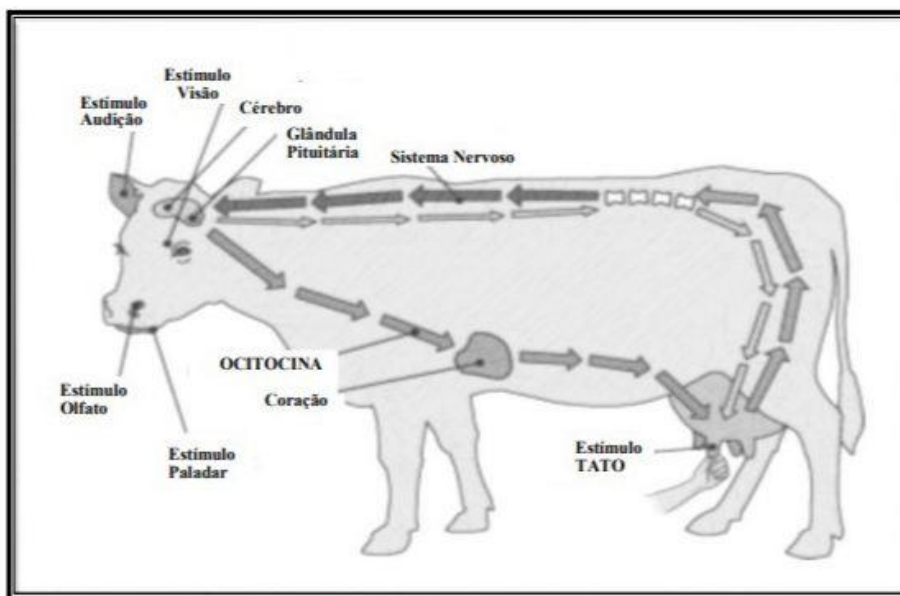 Estímulo
Visão
Estímulo
Audição
Cérebro
Glândula
Pituitária
Sistema Nervoso
OCITOCINA
Coração
Estímulo
Olfato
Estímulo
Paladar
Estímulo
TATO